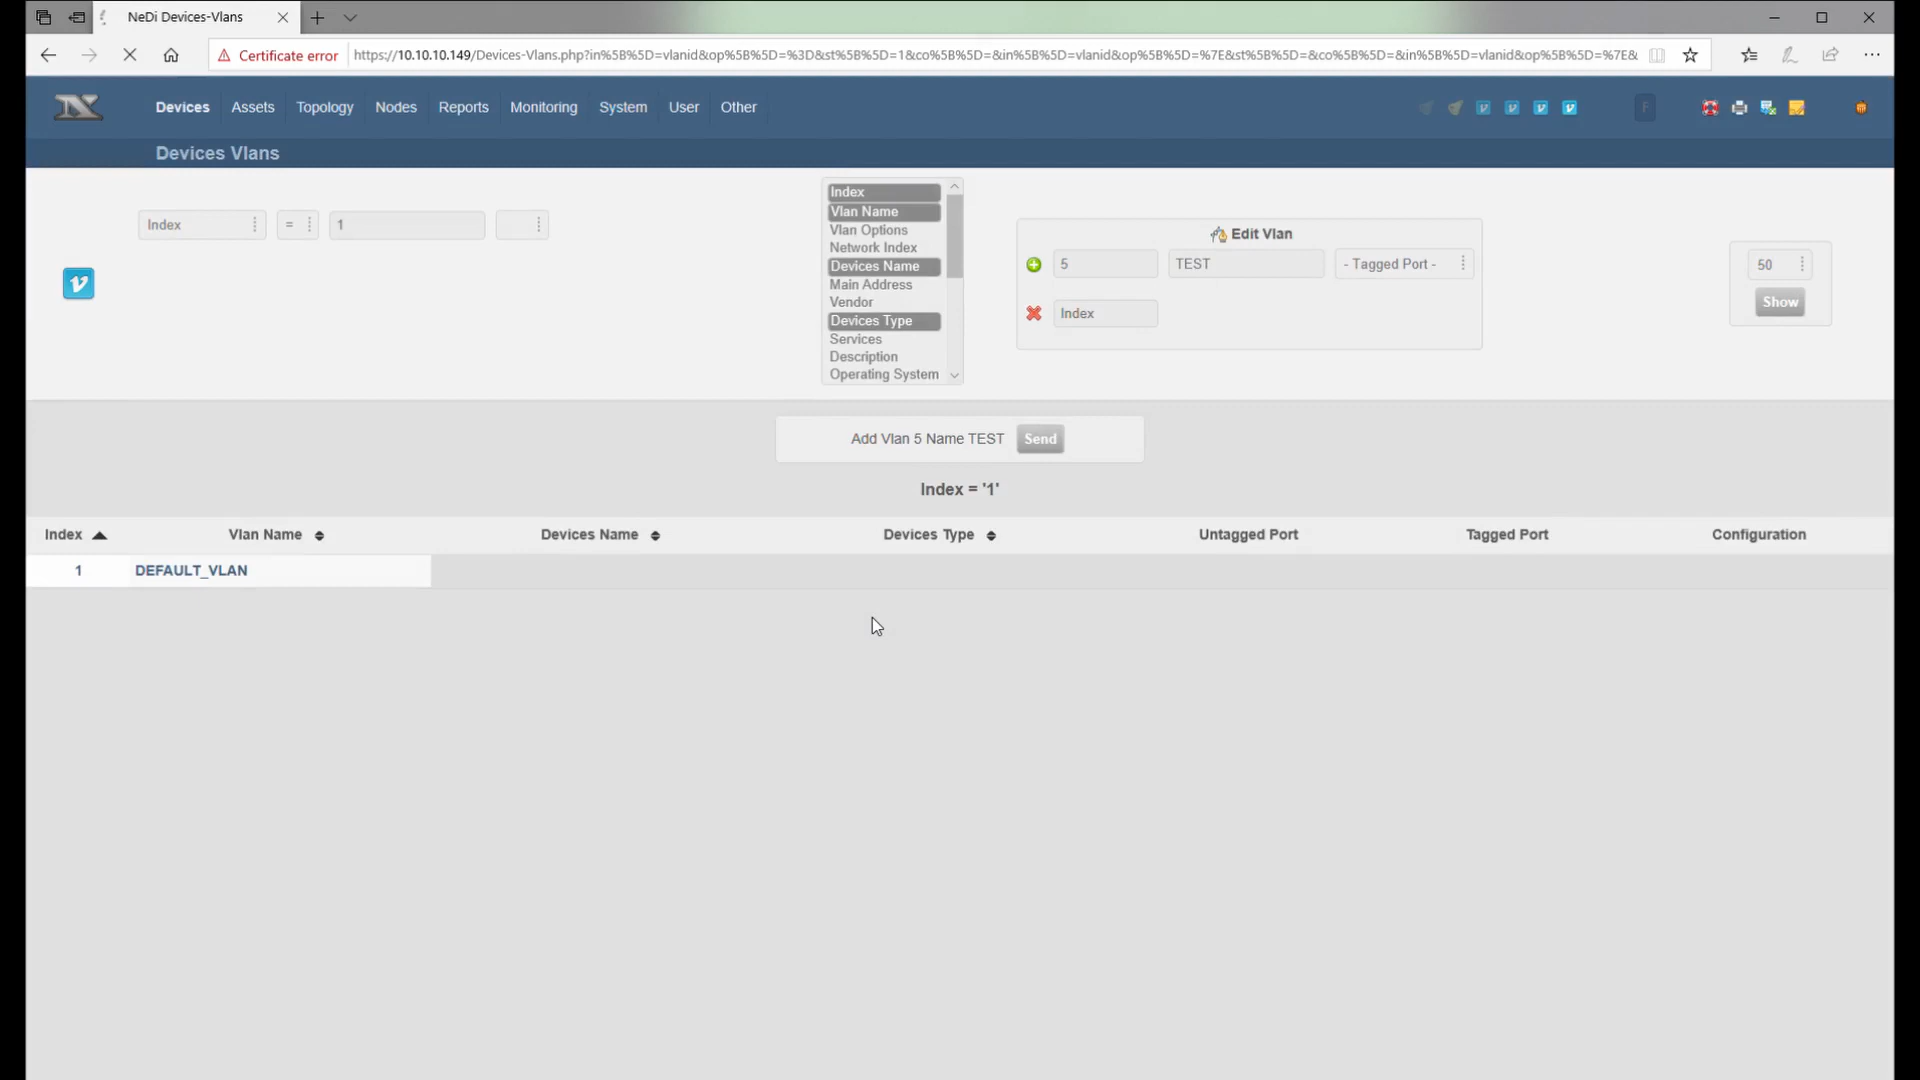 NeDi Devices-Vlans
Certificate error https://10.10.10.149/Devices-Vlans.php?in%5B%5D=vlanid&op%5B%5D=%3D&st%5B%5D=1&co%5B%5D=&in%5B%5D=vlanid&op%5B%5D=%7E&st%5B%5D=&co%5B%5D=&in%5B%5D=vlanid&op%5B%5D=%7E&
Devices Assets Topology Nodes Reports Monitoring System User Other F
Devices Vlans
Index = 1
Index
Vlan Name
Vlan Options
Network Index
Devices Name
Main Address
Vendor
Devices Type
Services
Description
Operating System
Edit Vlan
5 TEST - Tagged Port -
Index
50
Show
Add Vlan 5 Name TEST Send
Index = '1'
Index Vlan Name Devices Name Devices Type Untagged Port Tagged Port Configuration
1 DEFAULT_VLAN